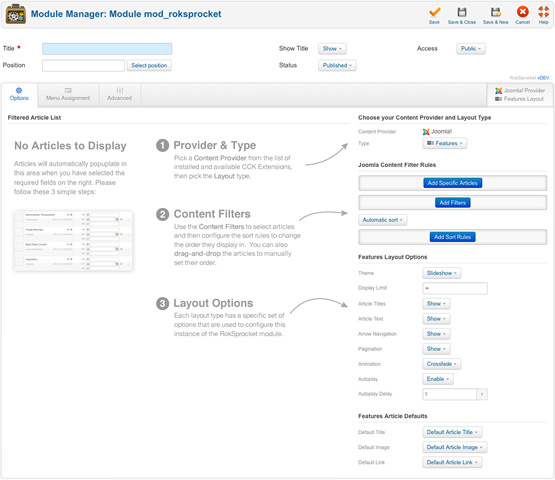 Module Manager: Module mod_roksprocket
Save
Save & Close
Save & New
Cancel
Help
Title *
Show Title
Show
Access
Public
Position
Select position
Status
Published
RokSprocket vDEV
Options
Menu Assignment
Advanced
Joomla! Provider
Features Layout
Filtered Article List
No Articles to Display
Articles will automatically popuplate in
this area when you have selected the
required fields on the right. Please
follow these 3 simple steps:
1 Provider & Type
Pick a Content Provider from the list
of installed and available CCK Extensions,
then pick the Layout type.
2 Content Filters
Use the Content Filters to select articles
and then configure the sort rules to change
the order they display in. You can also
drag-and-drop the articles to manually
set their order.
3 Layout Options
Each layout type has a specific set of
options that are used to configure this
instance of the RokSprocket module.
Choose your Content Provider and Layout Type
Content Provider
Joomla!
Type
Features
Joomla Content Filter Rules
Add Specific Articles
Add Filters
Automatic sort
Add Sort Rules
Features Layout Options
Theme
Slideshow
Display Limit
∞
Article Titles
Show
Article Text
Show
Arrow Navigation
Show
Pagination
Show
Animation
Crossfade
Autoplay
Enable
Autoplay Delay
Features Article Defaults
Default Title
Default Article Title
Default Image
Default Article Image
Default Link
Default Article Link